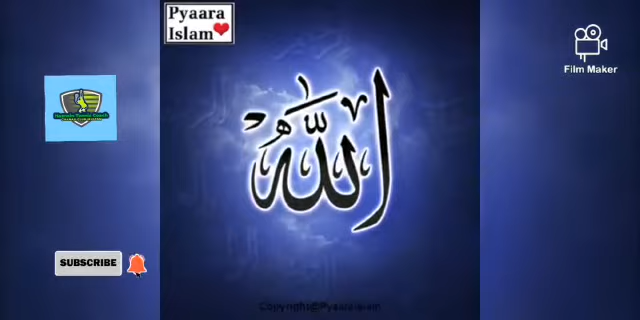 Pyaara
Islam
Film Maker
الله
SUBSCRIBE
Copyright@PyaaraIslam